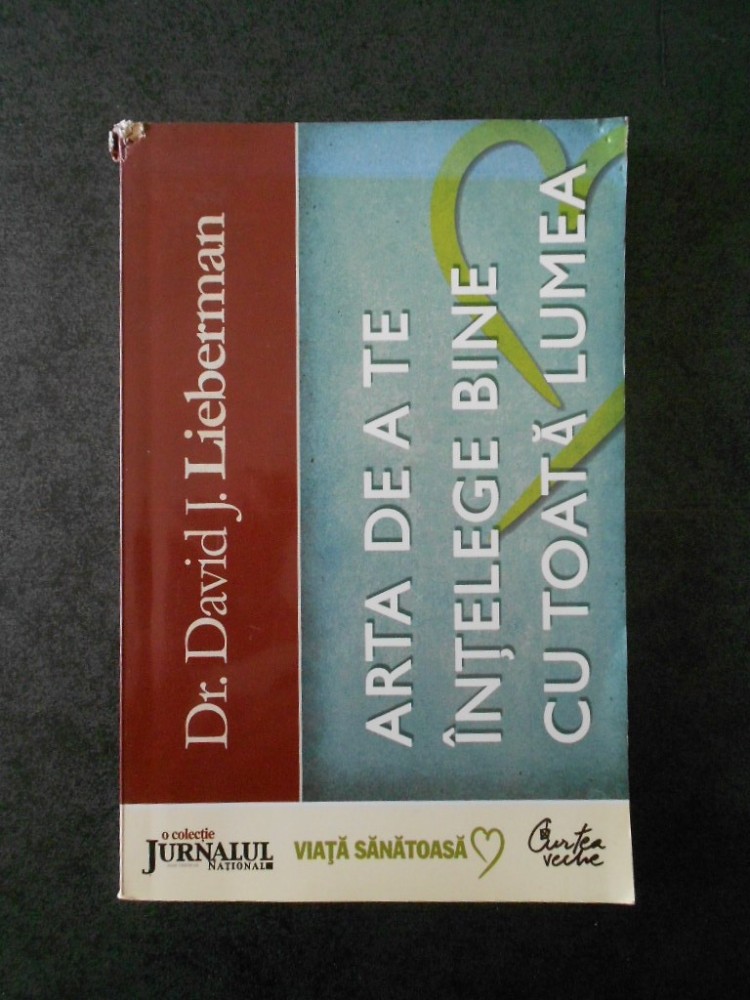 Dr. David J. Lieberman
ARTA DE A TE
ÎNȚELEGE BINE
CU TOATĂ LUMEA
o colecție
JURNALUL
NAȚIONAL
VIAȚĂ SĂNĂTOASĂ
Curtea
veche